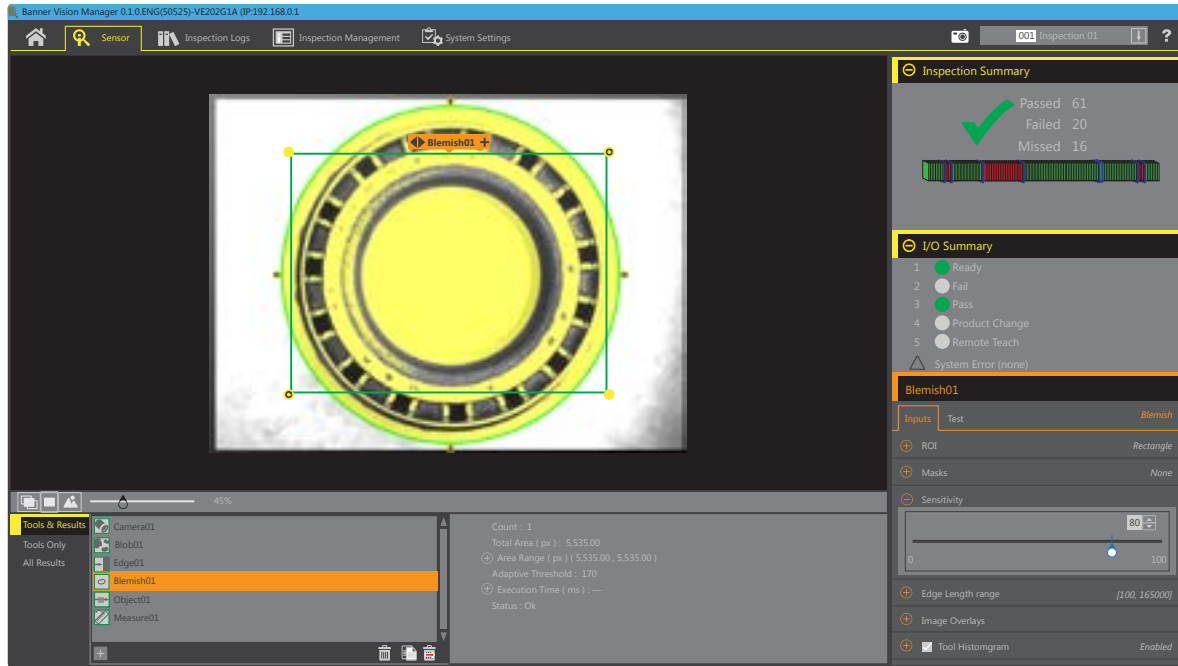 Banner Vision Manager 0.1.0.ENG(50525)-VE202G1A (IP:192.168.0.1
Sensor
Inspection Logs
Inspection Management
System Settings
001 Inspection 01
?
Inspection Summary
Passed 61
Failed 20
Missed 16
Blemish01
I/O Summary
1 Ready
2 Fail
3 Pass
4 Product Change
5 Remote Teach
System Error (none)
Blemish01
Inputs Test Blemish
ROI Rectangle
Masks None
Sensitivity
80
0 100
Edge Length range [100, 165000]
Image Overlays
Tool Histomgram Enabled
45%
Tools & Results
Tools Only
All Results
Camera01
Blob01
Edge01
Blemish01
Object01
Measure01
Count : 1
Total Area ( px ) : 5,535.00
Area Range ( px ) ( 5,535.00 , 5,535.00 )
Adaptive Threshold : 170
Execution Time ( ms ) : —
Status : Ok